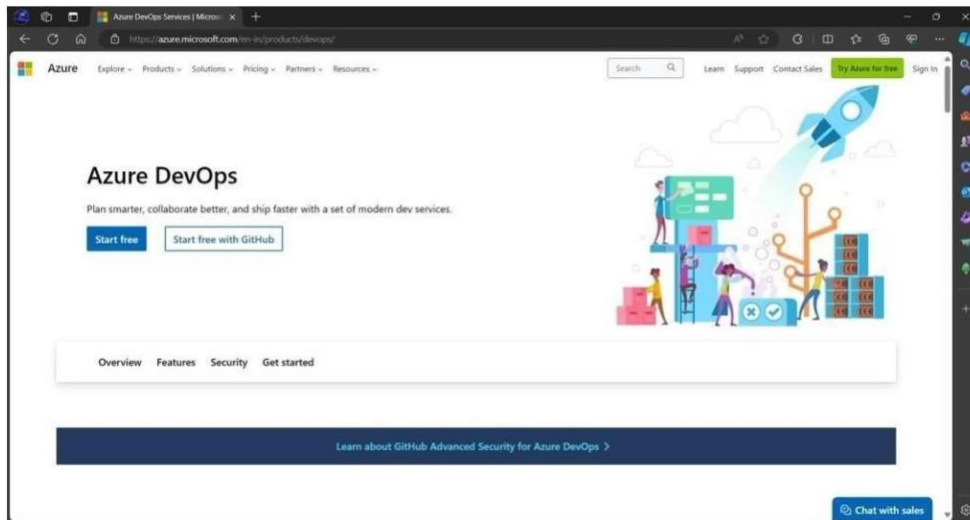 Azure DevOps Services | Micros
https://azure.microsoft.com/en-in/products/devops/
Azure Explore Products Solutions Pricing Partners Resources Search Learn Support Contact Sales Try Azure for free Sign In
Azure DevOps
Plan smarter, collaborate better, and ship faster with a set of modern dev services.
Start free Start free with GitHub
Overview Features Security Get started
Learn about GitHub Advanced Security for Azure DevOps
Chat with sales